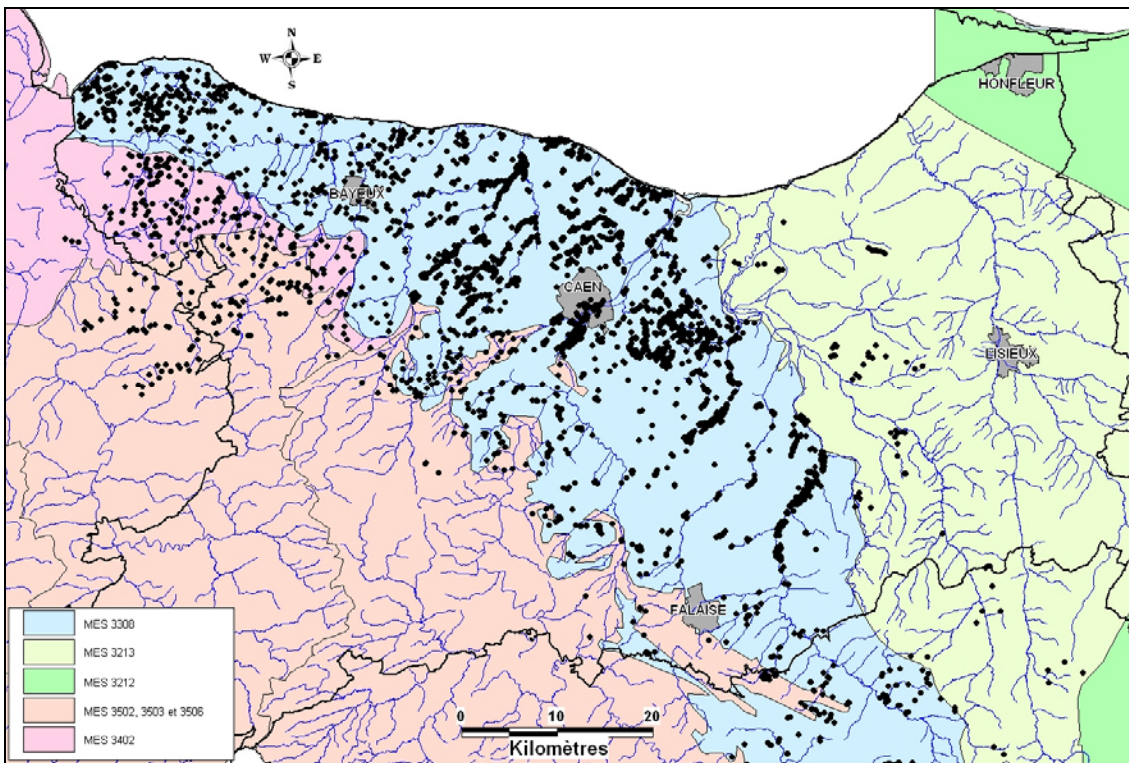 N
W E
S
HONFLEUR
BAYEUX
CAEN
LISIEUX
FALAISE
MES 3308
MES 3213
MES 3212
MES 3502, 3503 et 3506
MES 3402
0 10 20
Kilomètres